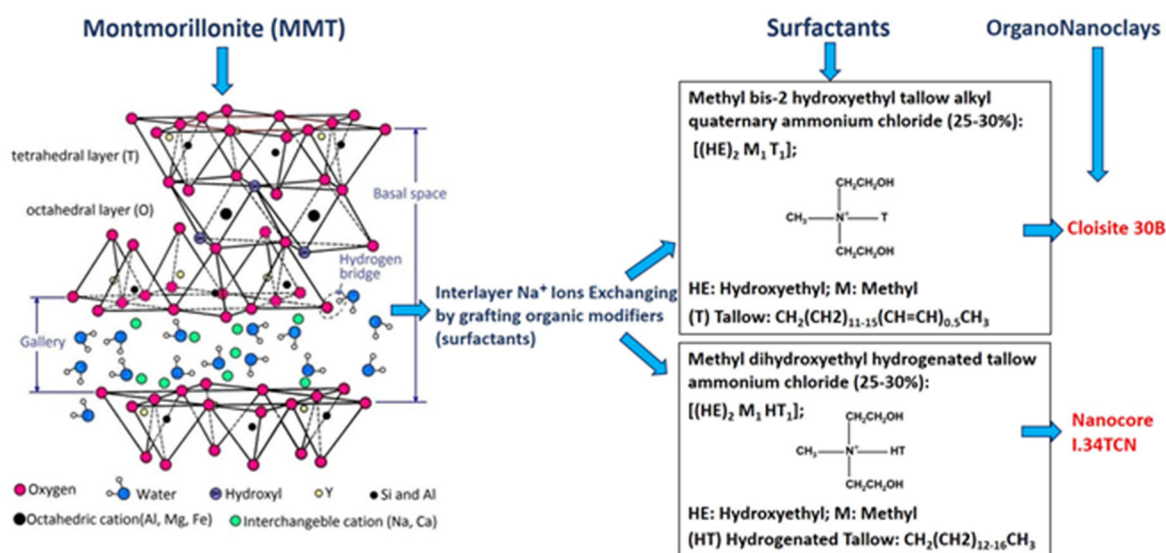 Montmorillonite (MMT)
tetrahedral layer (T)
octahedral layer (O)
Basal space
Hydrogen
bridge
Gallery
Oxygen
Water
Hydroxyl
Y
Si and Al
Octahedric cation(Al, Mg, Fe)
Interchangeble cation (Na, Ca)
Interlayer Na⁺ Ions Exchanging
by grafting organic modifiers
(surfactants)
Surfactants
Methyl bis-2 hydroxyethyl tallow alkyl
quaternary ammonium chloride (25-30%):
[(HE)₂ M₁ T₁];
CH₂CH₂OH
CH₃—N⁺—T
CH₂CH₂OH
HE: Hydroxyethyl; M: Methyl
(T) Tallow: CH₂(CH2)₁₁₋₁₅(CH=CH)₀.₅CH₃
Methyl dihydroxyethyl hydrogenated tallow
ammonium chloride (25-30%):
[(HE)₂ M₁ HT₁];
CH₂CH₂OH
CH₃—N⁺—HT
CH₂CH₂OH
HE: Hydroxyethyl; M: Methyl
(HT) Hydrogenated Tallow: CH₂(CH2)₁₂₋₁₆CH₃
OrganoNanoclays
Cloisite 30B
Nanocore
I.34TCN